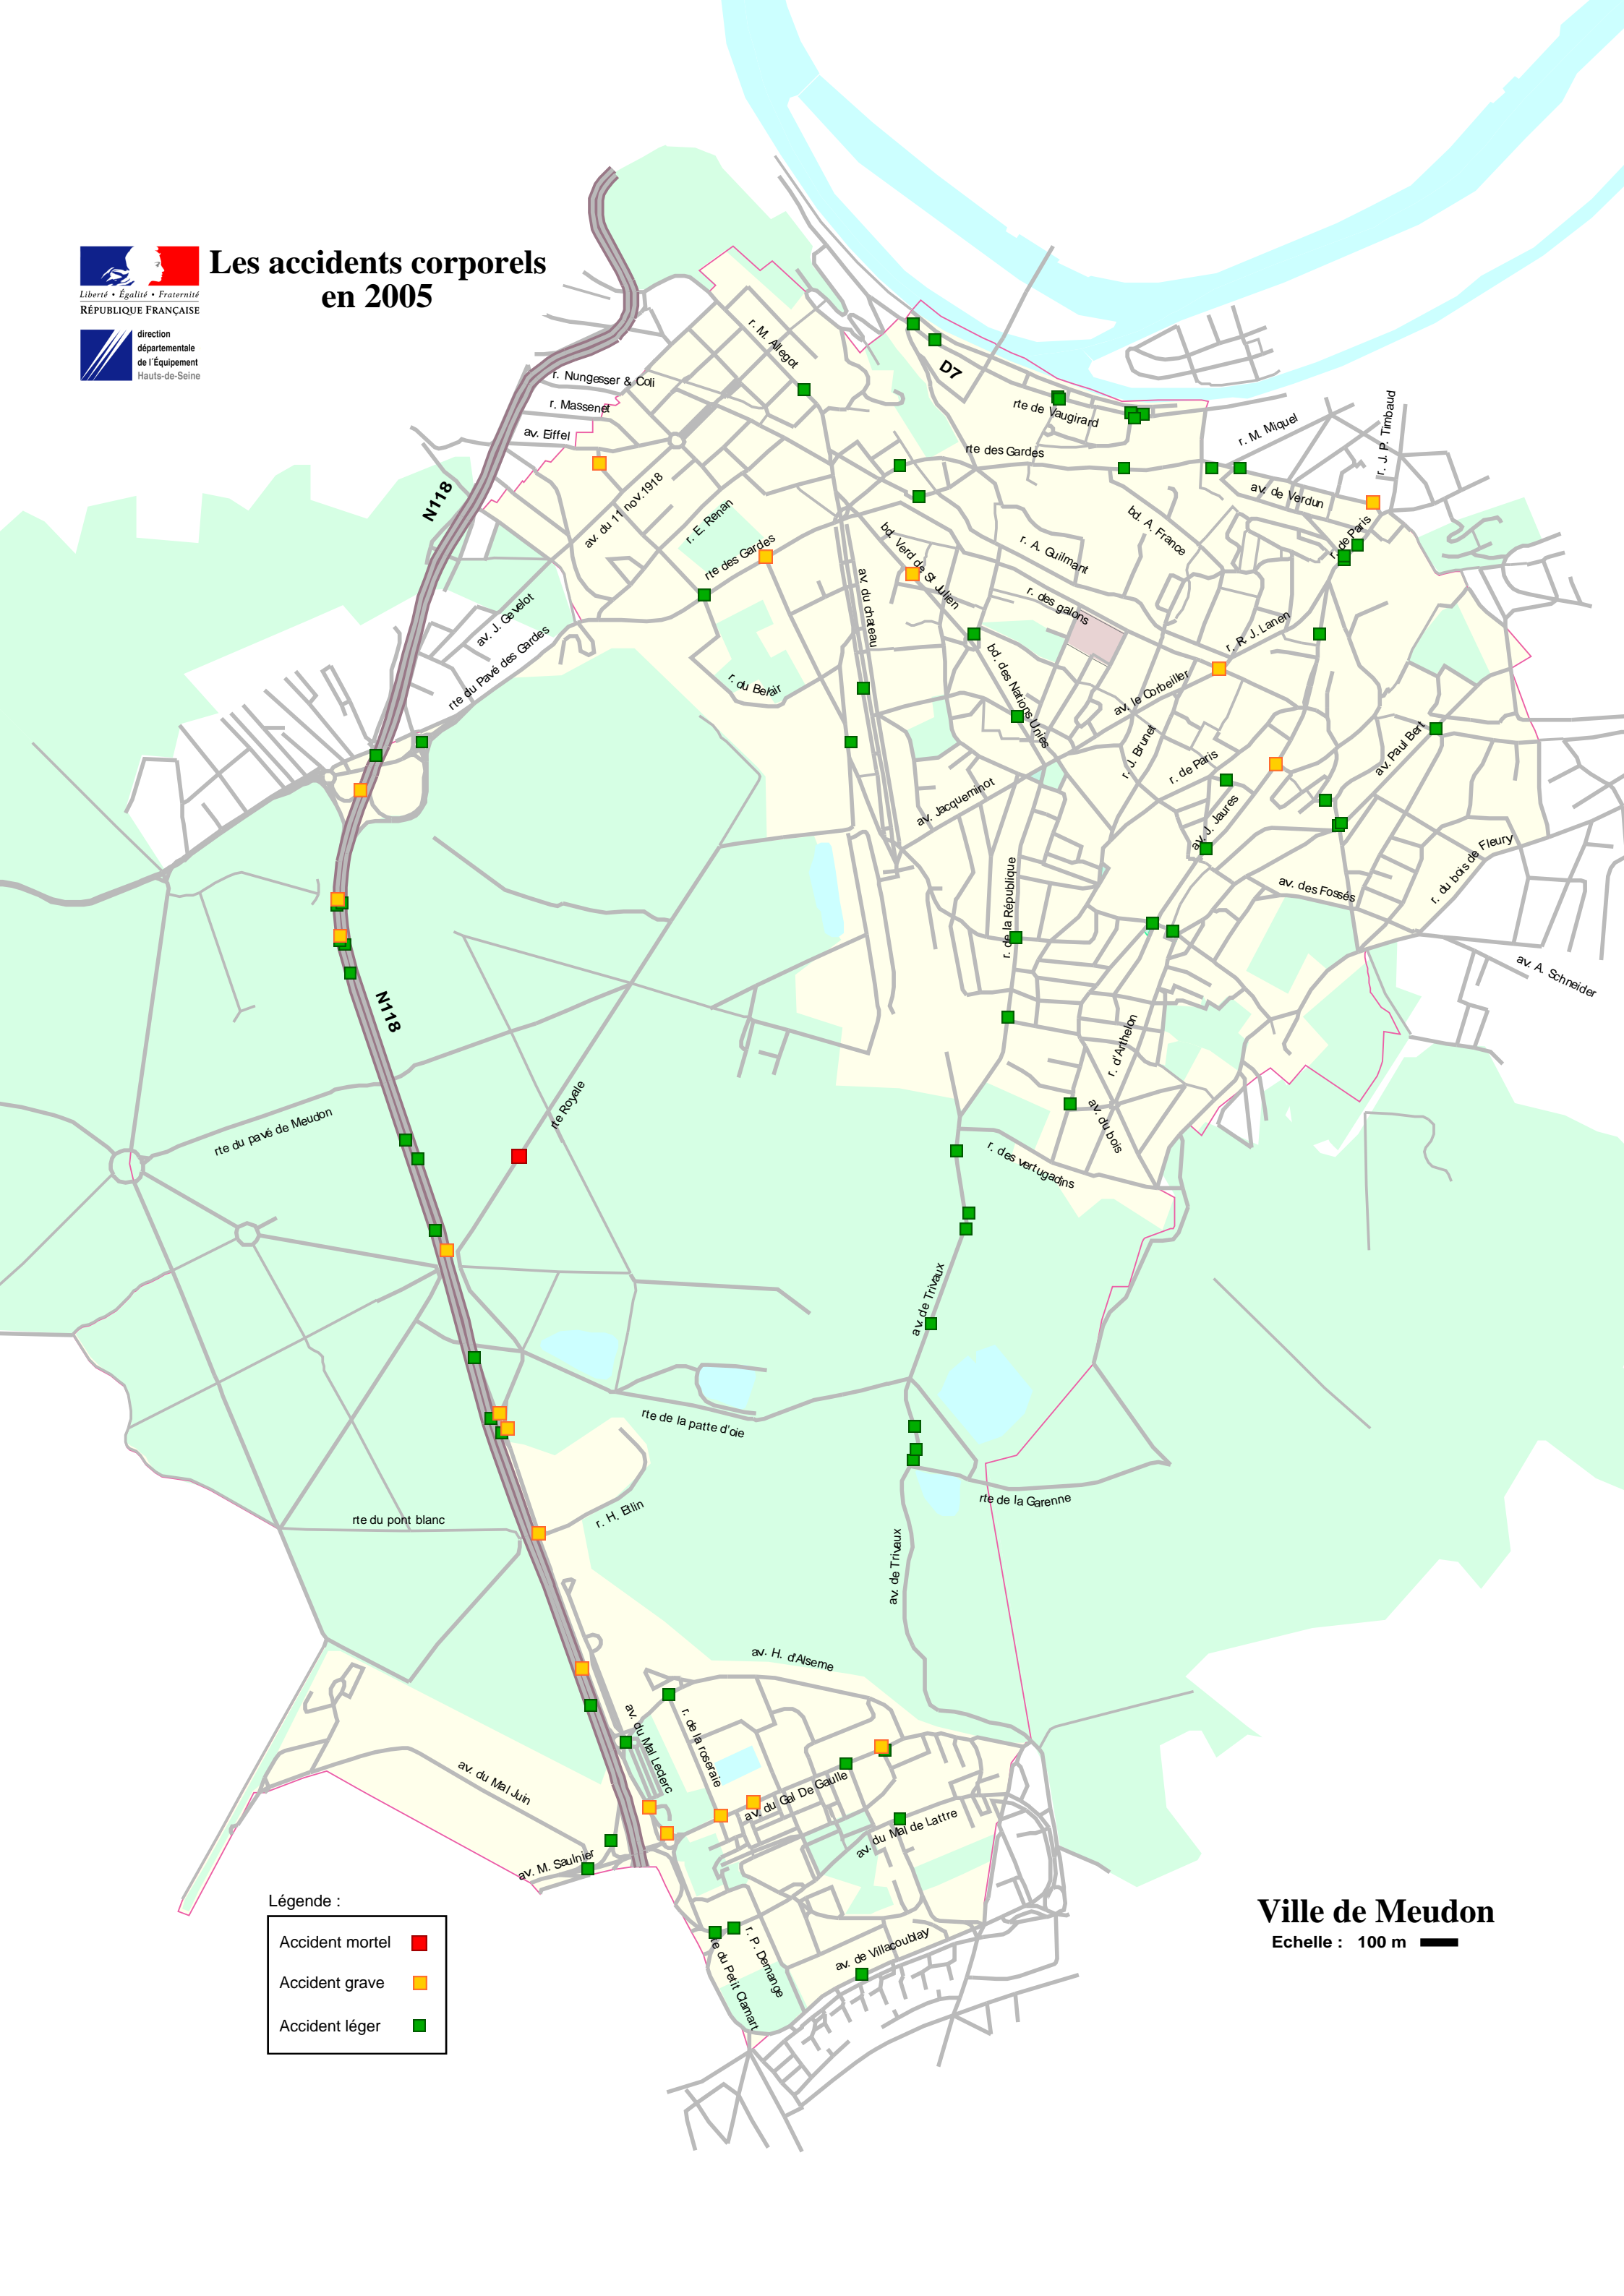 Les accidents corporels
en 2005
Liberté • Égalité • Fraternité
RÉPUBLIQUE FRANÇAISE
direction
départementale
de l'Équipement
Hauts-de-Seine
r. M. Allegot
D7
r. Nungesser & Coli
r. Massenet
av. Eiffel
rte de Vaugirard
r. M. Miquel
r. J. P. Timbaud
rte des Gardes
N118
av. du 11 nov.1918
av. de Verdun
r. E. Renan
bd. A. France
r. de Paris
bd. Verd de St Julien
r. A. Guilmant
rte des Gardes
av. du chateau
r. des galons
av. J. Gevelot
r. R. J. Lanen
rte du Pavé des Gardes
r. du Bel air
bd. des Nations Unies
av. le Corbeiller
r. J. Brunet
r. de Paris
av. Paul Bert
av. Jacqueminot
av. J. Jaures
r. du bois de Fleury
r. de la République
av. des Fossés
av. A. Schneider
N118
r. d'Arthelon
rte Royale
rte du pavé de Meudon
av. du bois
r. des vertugadins
av. de Trivaux
rte de la patte d'oie
rte de la Garenne
rte du pont blanc
r. H. Etlin
av. de Trivaux
av. H. d'Alseme
av. du Mal Leclerc
r. de la roseraie
av. du Mal Juin
av. du Gal De Gaulle
av. du Mal de Lattre
av. M. Saulnier
r. P. Demange
du Petit Clamart
av. de Villacoublay
Légende :
Accident mortel
Accident grave
Accident léger
Ville de Meudon
Echelle : 100 m